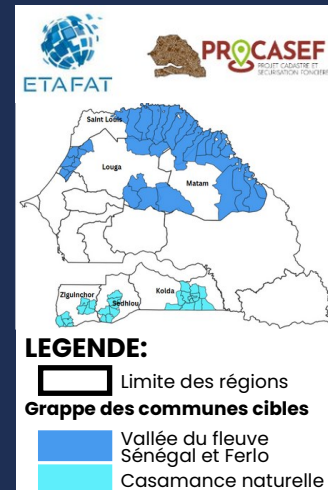 ETAFAT
PROCASEF
PROJET CADASTRE ET
SÉCURISATION FONCIÈRE
Saint Louis
Louga
Matam
Ziguinchor
Sédhiou
Kolda
LEGENDE:
Limite des régions
Grappe des communes cibles
Vallée du fleuve
Sénégal et Ferlo
Casamance naturelle